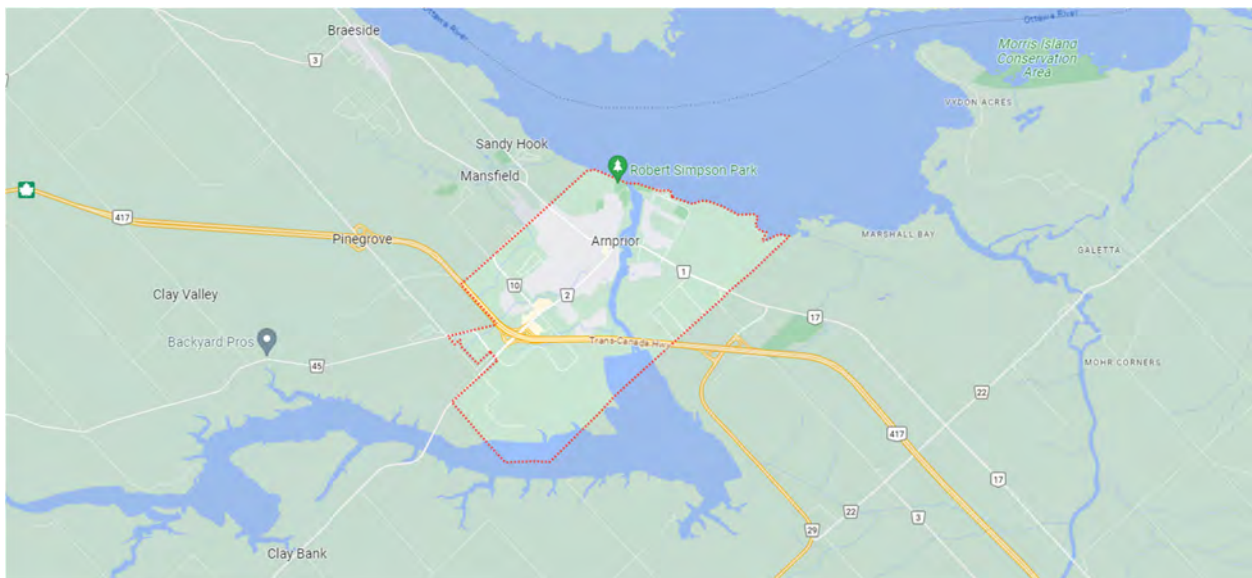 Ottawa River
Ottawa River
Braeside
3
Morris Island
Conservation
Area
VYDON ACRES
Sandy Hook
Mansfield
Robert Simpson Park
417
Pinegrove
Arnprior
MARSHALL BAY
GALETTA
1
10
2
Clay Valley
17
Backyard Pros
Trans-Canada Hwy
45
MOHR CORNERS
22
417
17
22
3
29
Clay Bank